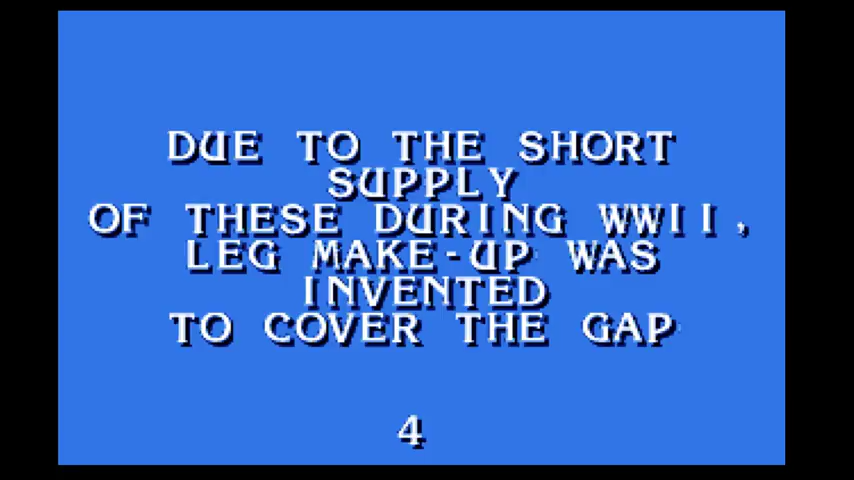 DUE TO THE SHORT
SUPPLY
OF THESE DURING WWII,
LEG MAKE-UP WAS
INVENTED
TO COVER THE GAP
4